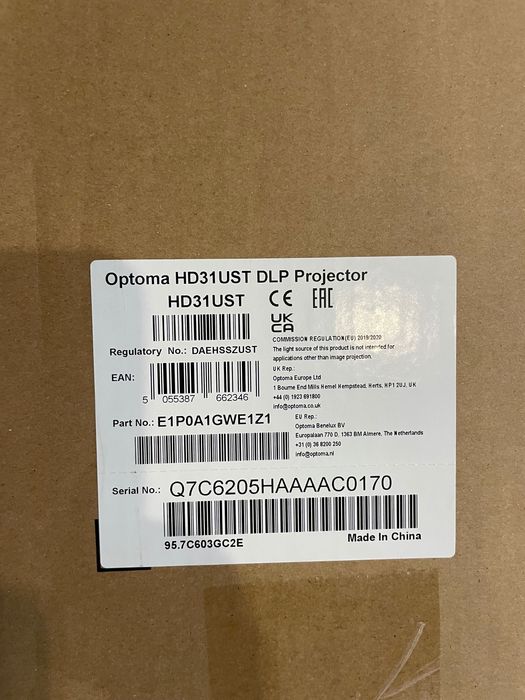 Optoma HD31UST DLP Projector
HD31UST
CE EAC
UK
CA
Regulatory No.: DAEHSSZUST
COMMISSION REGULATION(EU) 2019/2020
The light source of this product is not intended for
applications other than image projection.
UK Rep.:
Optoma Europe Ltd
1 Bourne End Mills Hemel Hempstead, Herts, HP1 2UJ, UK
+44 (0) 1923 691800
info@optoma.co.uk
EAN:
5 055387 662346
Part No.: E1P0A1GWE1Z1
EU Rep.:
Optoma Benelux BV
Europalaan 770 D, 1363 BM Almere, The Netherlands
+31 (0) 36 8200 250
info@optoma.nl
Serial No.: Q7C6205HAAAAC0170
95.7C603GC2E
Made In China